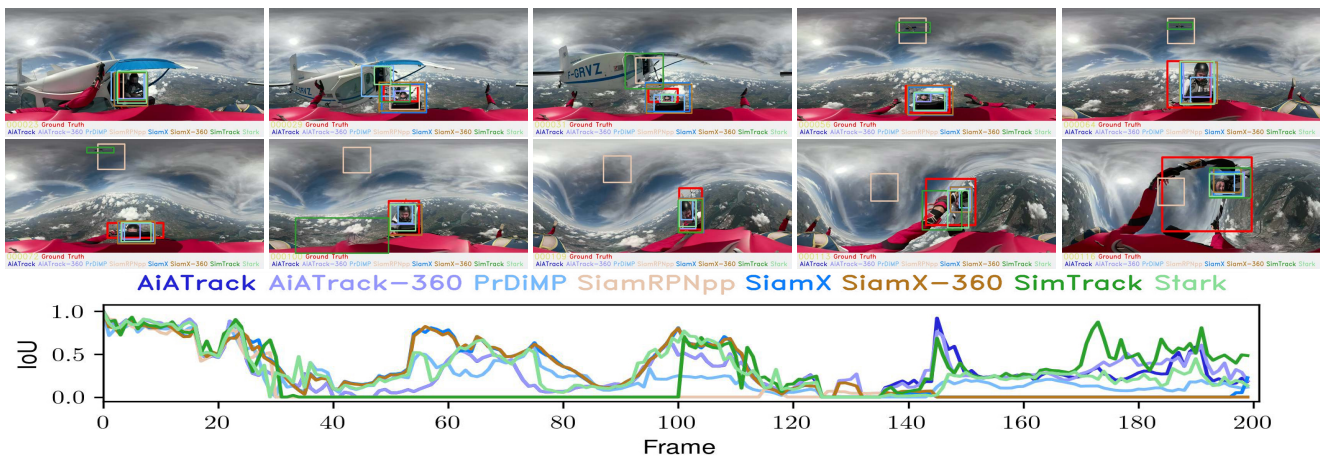 F-GRVZ
000023 Ground Truth
AiATrack AiATrack-360 PrDiMP SiamRPNpp SiamX SiamX-360 SimTrack Stark
Ground Truth
AiATrack AiATrack-360 PrDiMP SiamRPNpp SiamX SiamX-360 SimTrack Stark
Ground Truth
AiATrack AiATrack-360 PrDiMP SiamRPNpp SiamX SiamX-360 SimTrack Stark
Ground Truth
AiATrack AiATrack-360 PrDiMP SiamRPNpp SiamX SiamX-360 SimTrack Stark
Ground Truth
AiATrack AiATrack-360 PrDiMP SiamRPNpp SiamX SiamX-360 SimTrack Stark
000072 Ground Truth
AiATrack AiATrack-360 PrDiMP SiamRPNpp SiamX SiamX-360 SimTrack Stark
Ground Truth
AiATrack AiATrack-360 PrDiMP SiamRPNpp SiamX SiamX-360 SimTrack Stark
000109 Ground Truth
AiATrack AiATrack-360 PrDiMP SiamRPNpp SiamX SiamX-360 SimTrack Stark
000113 Ground Truth
AiATrack AiATrack-360 PrDiMP SiamRPNpp SiamX SiamX-360 SimTrack Stark
Ground Truth
AiATrack AiATrack-360 PrDiMP SiamRPNpp SiamX SiamX-360 SimTrack Stark
AiATrack AiATrack-360 PrDiMP SiamRPNpp SiamX SiamX-360 SimTrack Stark
1.0
0.5
0.0
IoU
0 20 40 60 80 100 120 140 160 180 200
Frame